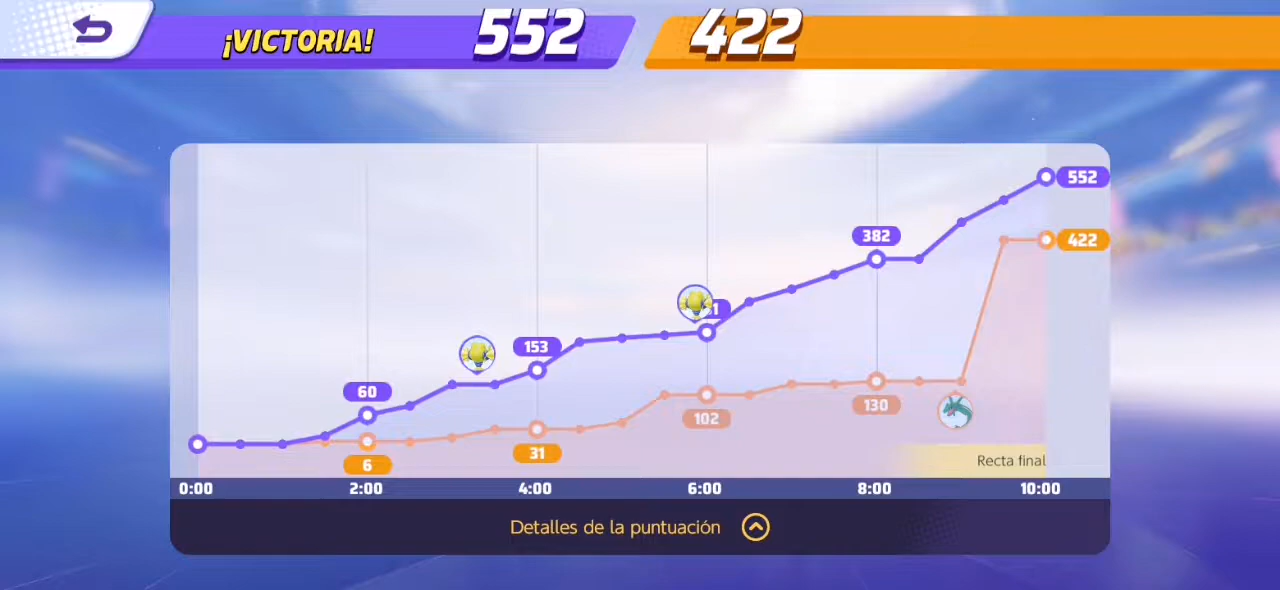 ¡VICTORIA!
552
422
552
422
382
153
60
130
102
31
6
Recta final
0:00 2:00 4:00 6:00 8:00 10:00
Detalles de la puntuación